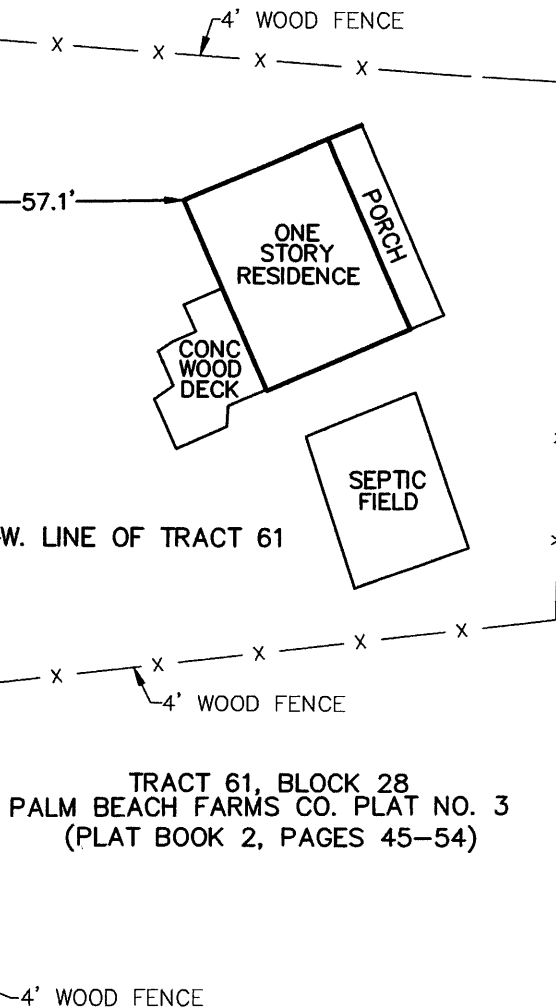 4' WOOD FENCE
57.1'
ONE
STORY
RESIDENCE
PORCH
CONC
WOOD
DECK
SEPTIC
FIELD
W. LINE OF TRACT 61
4' WOOD FENCE
TRACT 61, BLOCK 28
PALM BEACH FARMS CO. PLAT NO. 3
(PLAT BOOK 2, PAGES 45-54)
4' WOOD FENCE